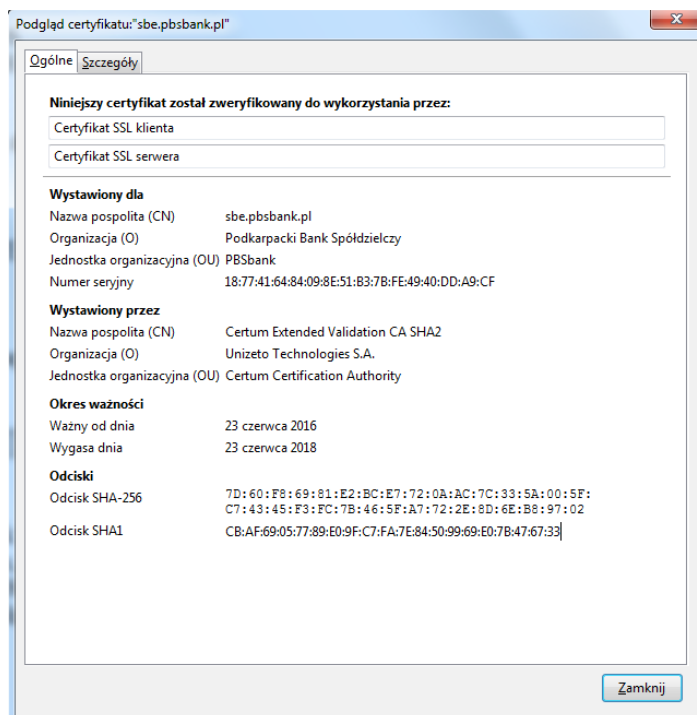 Podgląd certyfikatu:"sbe.pbsbank.pl"
Ogólne Szczegóły
Niniejszy certyfikat został zweryfikowany do wykorzystania przez:
Certyfikat SSL klienta
Certyfikat SSL serwera
Wystawiony dla
Nazwa pospolita (CN) sbe.pbsbank.pl
Organizacja (O) Podkarpacki Bank Spółdzielczy
Jednostka organizacyjna (OU) PBSbank
Numer seryjny 18:77:41:64:84:09:8E:51:B3:7B:FE:49:40:DD:A9:CF
Wystawiony przez
Nazwa pospolita (CN) Certum Extended Validation CA SHA2
Organizacja (O) Unizeto Technologies S.A.
Jednostka organizacyjna (OU) Certum Certification Authority
Okres ważności
Ważny od dnia 23 czerwca 2016
Wygasa dnia 23 czerwca 2018
Odciski
Odcisk SHA-256 7D:60:F8:69:81:E2:BC:E7:72:0A:AC:7C:33:5A:00:5F:
C7:43:45:F3:FC:7B:46:5F:A7:72:2E:8D:6E:B8:97:02
Odcisk SHA1 CB:AF:69:05:77:89:E0:9F:C7:FA:7E:84:50:99:69:E0:7B:47:67:33
Zamknij